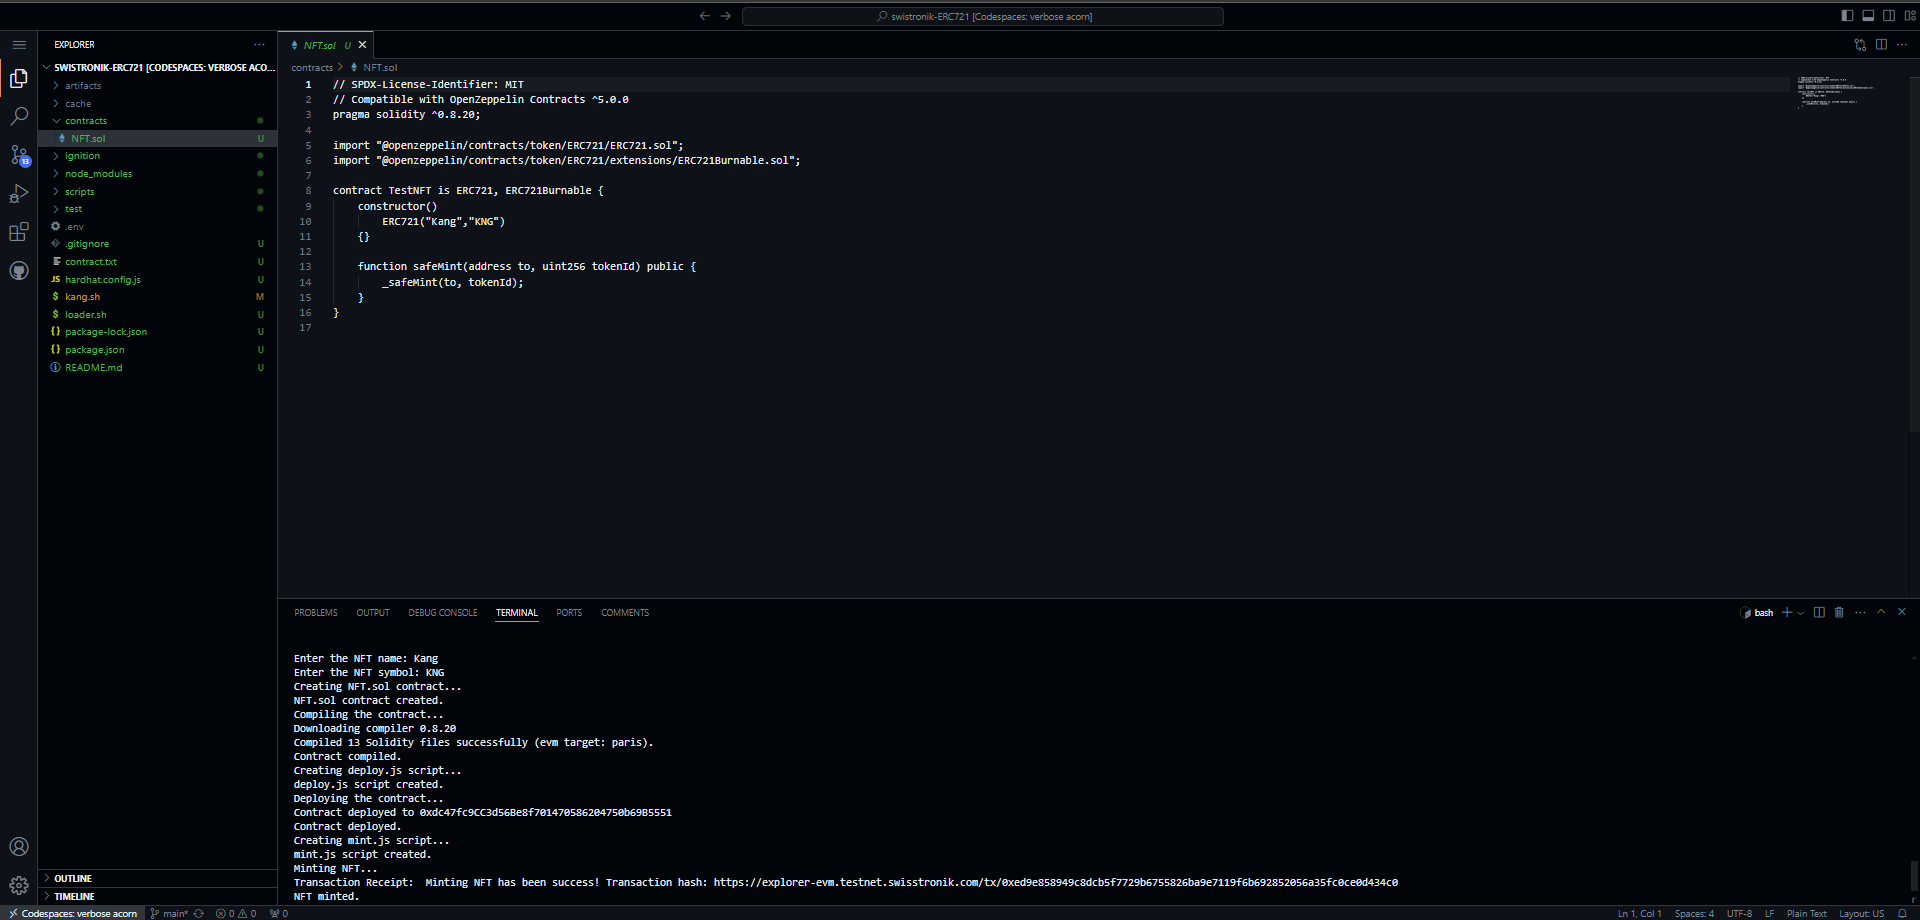 swistronik-ERC721 [Codespaces: verbose acorn]
EXPLORER
SWISTRONIK-ERC721 [CODESPACES: VERBOSE ACO...
artifacts
cache
contracts
NFT.sol U
ignition
node_modules
scripts
test
.env
.gitignore U
contract.txt U
JS hardhat.config.js U
$ kang.sh M
$ loader.sh U
{} package-lock.json U
{} package.json U
README.md U
OUTLINE
TIMELINE
13
NFT.sol U
contracts > NFT.sol
1 // SPDX-License-Identifier: MIT
2 // Compatible with OpenZeppelin Contracts ^5.0.0
3 pragma solidity ^0.8.20;
4
5 import "@openzeppelin/contracts/token/ERC721/ERC721.sol";
6 import "@openzeppelin/contracts/token/ERC721/extensions/ERC721Burnable.sol";
7
8 contract TestNFT is ERC721, ERC721Burnable {
9 constructor()
10 ERC721("Kang","KNG")
11 {}
12
13 function safeMint(address to, uint256 tokenId) public {
14 _safeMint(to, tokenId);
15 }
16 }
17
PROBLEMS OUTPUT DEBUG CONSOLE TERMINAL PORTS COMMENTS
bash
Enter the NFT name: Kang
Enter the NFT symbol: KNG
Creating NFT.sol contract...
NFT.sol contract created.
Compiling the contract...
Downloading compiler 0.8.20
Compiled 13 Solidity files successfully (evm target: paris).
Contract compiled.
Creating deploy.js script...
deploy.js script created.
Deploying the contract...
Contract deployed to 0xdc47fc9CC3d56Be8f701470586204750b69B5551
Contract deployed.
Creating mint.js script...
mint.js script created.
Minting NFT...
Transaction Receipt:  Minting NFT has been success! Transaction hash: https://explorer-evm.testnet.swisstronik.com/tx/0xed9e858949c8dcb5f7729b6755826ba9e7119f6b692852056a35fc0ce0d434c0
NFT minted.
Codespaces: verbose acorn main* 0 0 0 Ln 1, Col 1 Spaces: 4 UTF-8 LF Plain Text Layout: US